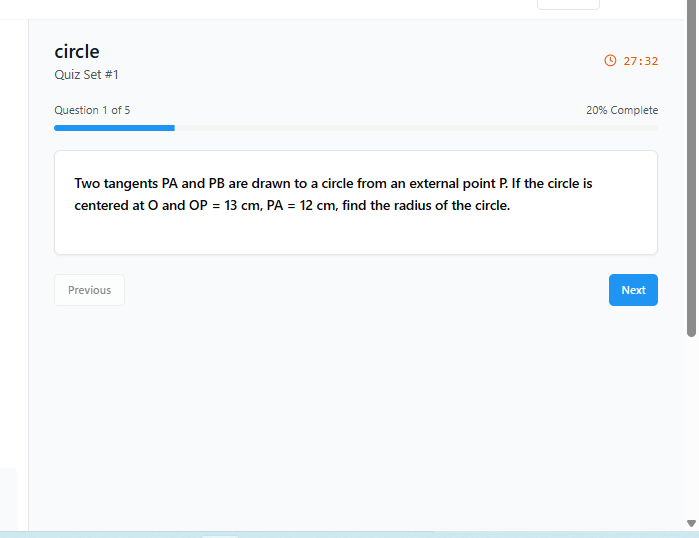 circle
27:32
Quiz Set #1
Question 1 of 5
20% Complete
Two tangents PA and PB are drawn to a circle from an external point P. If the circle is
centered at O and OP = 13 cm, PA = 12 cm, find the radius of the circle.
Previous
Next